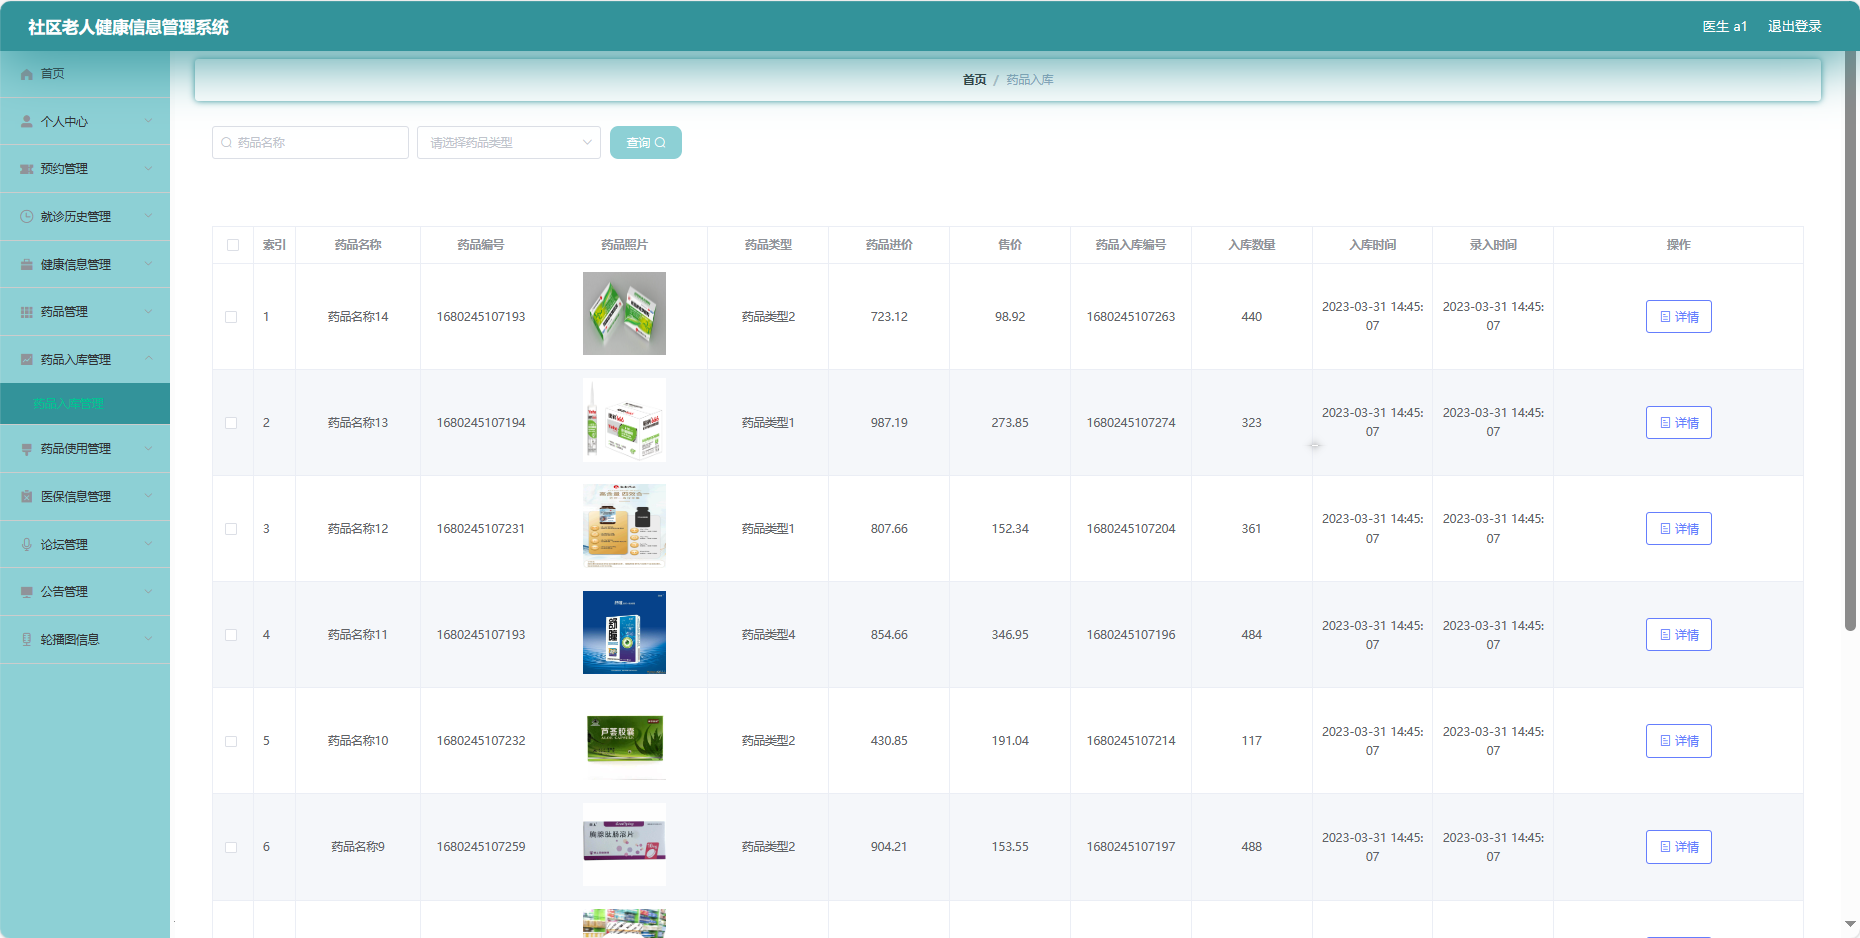 社区老人健康信息管理系统
医生 a1 退出登录
首页
个人中心
预约管理
就诊历史管理
健康信息管理
药品管理
药品入库管理
药品入库管理
药品使用管理
医保信息管理
论坛管理
公告管理
轮播图信息
首页 / 药品入库
药品名称 请选择药品类型 查询
索引 药品名称 药品编号 药品照片 药品类型 药品进价 售价 药品入库编号 入库数量 入库时间 录入时间 操作
1 药品名称14 1680245107193 药品类型2 723.12 98.92 1680245107263 440 2023-03-31 14:45:07 2023-03-31 14:45:07 详情
2 药品名称13 1680245107194 药品类型1 987.19 273.85 1680245107274 323 2023-03-31 14:45:07 2023-03-31 14:45:07 详情
3 药品名称12 1680245107231 药品类型1 807.66 152.34 1680245107204 361 2023-03-31 14:45:07 2023-03-31 14:45:07 详情
4 药品名称11 1680245107193 舒瞳 药品类型4 854.66 346.95 1680245107196 484 2023-03-31 14:45:07 2023-03-31 14:45:07 详情
5 药品名称10 1680245107232 芦荟胶囊 药品类型2 430.85 191.04 1680245107214 117 2023-03-31 14:45:07 2023-03-31 14:45:07 详情
6 药品名称9 1680245107259 胸腺肽肠溶片 药品类型2 904.21 153.55 1680245107197 488 2023-03-31 14:45:07 2023-03-31 14:45:07 详情